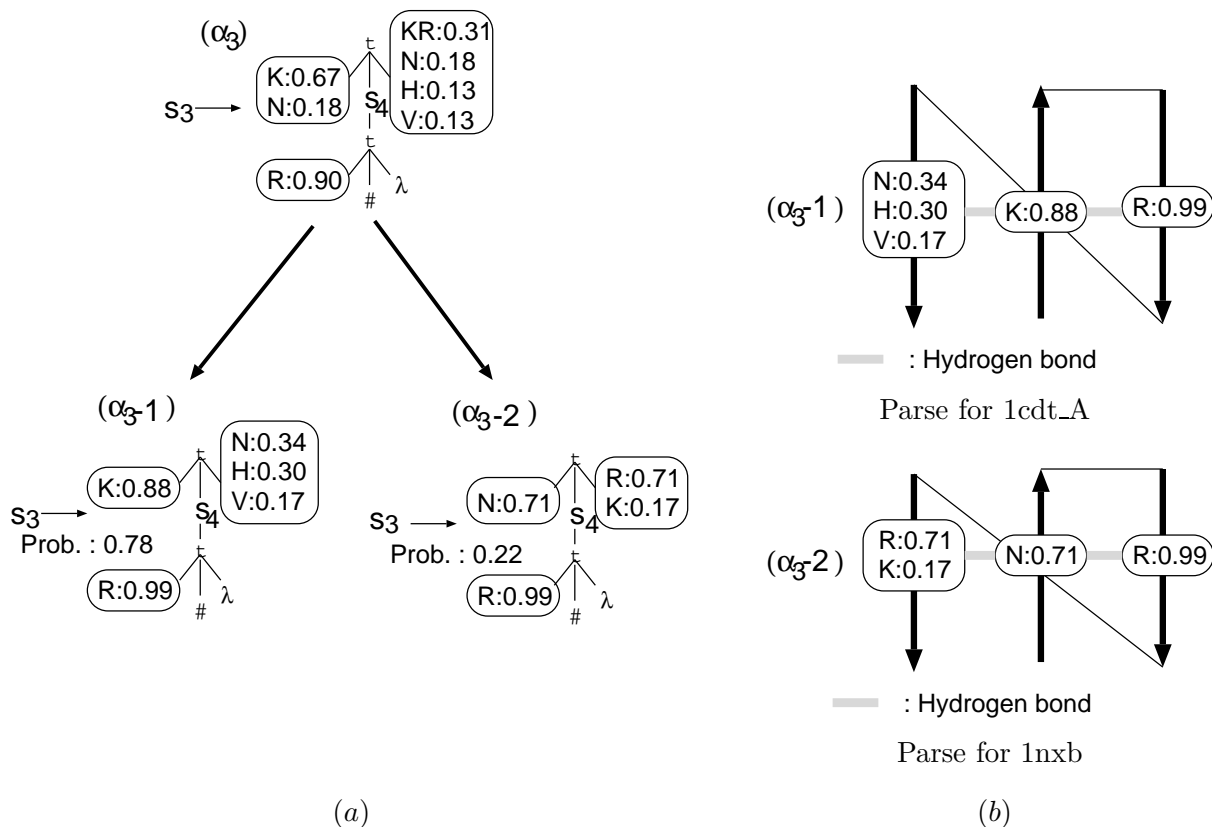 (α3)
t
KR:0.31
N:0.18
H:0.13
V:0.13
K:0.67
N:0.18
s3
s4
t
R:0.90
#
λ
(α3-1)
t
N:0.34
H:0.30
V:0.17
K:0.88
s3
s4
Prob. : 0.78
t
R:0.99
#
λ
(α3-2)
t
R:0.71
K:0.17
N:0.71
s3
s4
Prob. : 0.22
t
R:0.99
#
λ
(a)
(α3-1)
N:0.34
H:0.30
V:0.17
K:0.88
R:0.99
: Hydrogen bond
Parse for 1cdt_A
(α3-2)
R:0.71
K:0.17
N:0.71
R:0.99
: Hydrogen bond
Parse for 1nxb
(b)